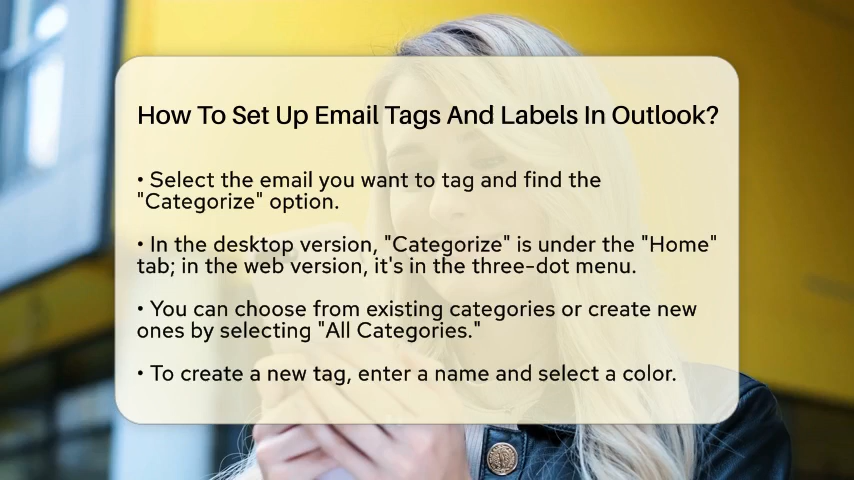 How To Set Up Email Tags And Labels In Outlook?
• Select the email you want to tag and find the
"Categorize" option.
• In the desktop version, "Categorize" is under the "Home"
tab; in the web version, it's in the three-dot menu.
• You can choose from existing categories or create new
ones by selecting "All Categories."
• To create a new tag, enter a name and select a color.